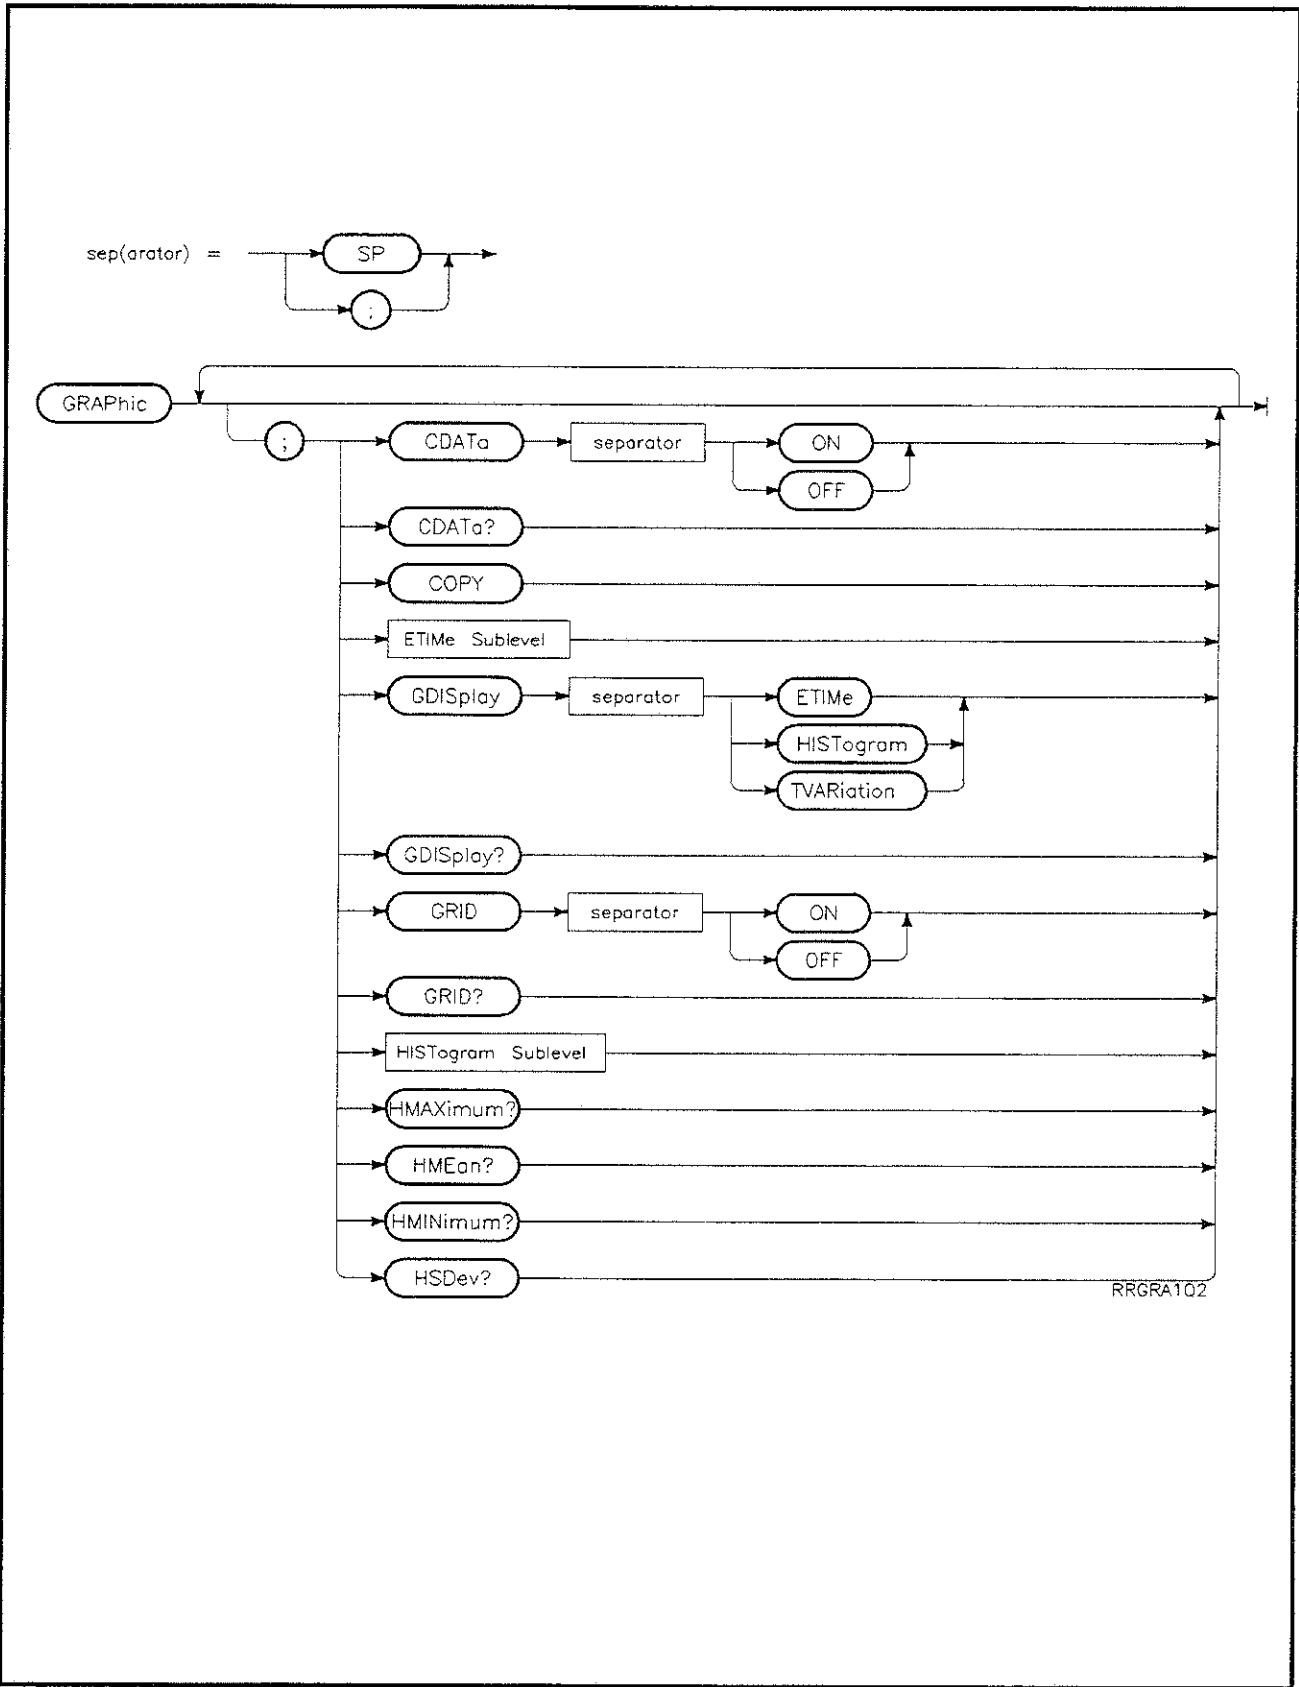 sep(arator) = SP
;
GRAPhic
; CDATa separator ON
OFF
CDATa?
COPY
ETIMe Sublevel
GDISplay separator ETIMe
HISTogram
TVARiation
GDISplay?
GRID separator ON
OFF
GRID?
HISTogram Sublevel
HMAXimum?
HMEan?
HMINimum?
HSDev?
RRGRA102